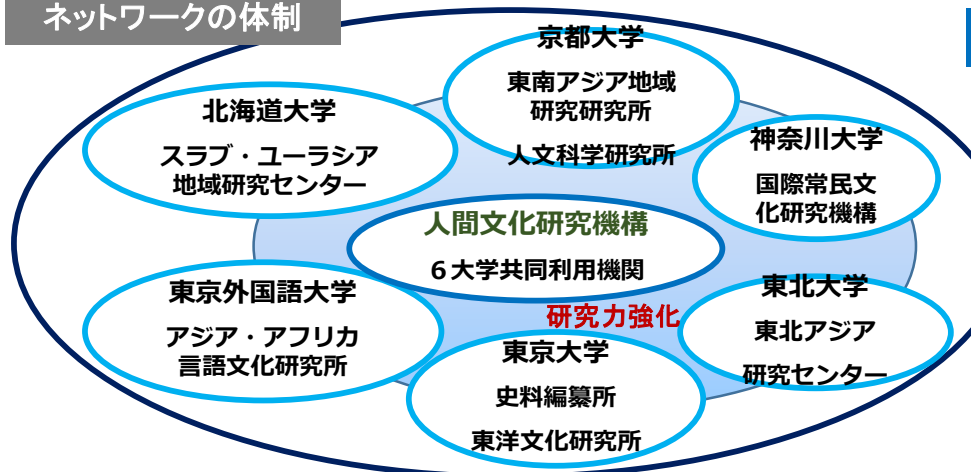 ネットワークの体制
京都大学
東南アジア地域
研究研究所
人文科学研究所
北海道大学
スラブ・ユーラシア
地域研究センター
神奈川大学
国際常民文
化研究機構
人間文化研究機構
６大学共同利用機関
東京外国語大学
アジア・アフリカ
言語文化研究所
研究力強化
東北大学
東北アジア
研究センター
東京大学
史料編纂所
東洋文化研究所